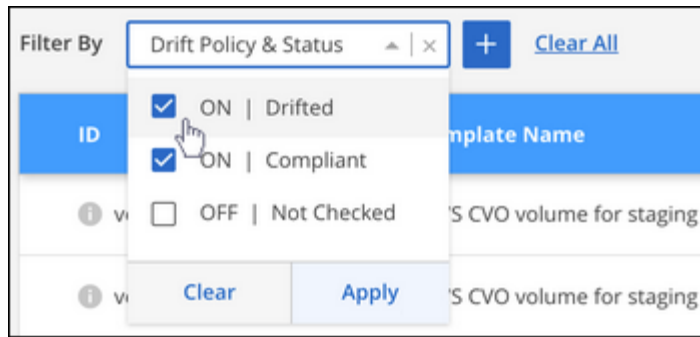 Filter By Drift Policy & Status Clear All
ON | Drifted
ID Template Name
ON | Compliant
OFF | Not Checked 'S CVO volume for staging
Clear Apply 'S CVO volume for staging